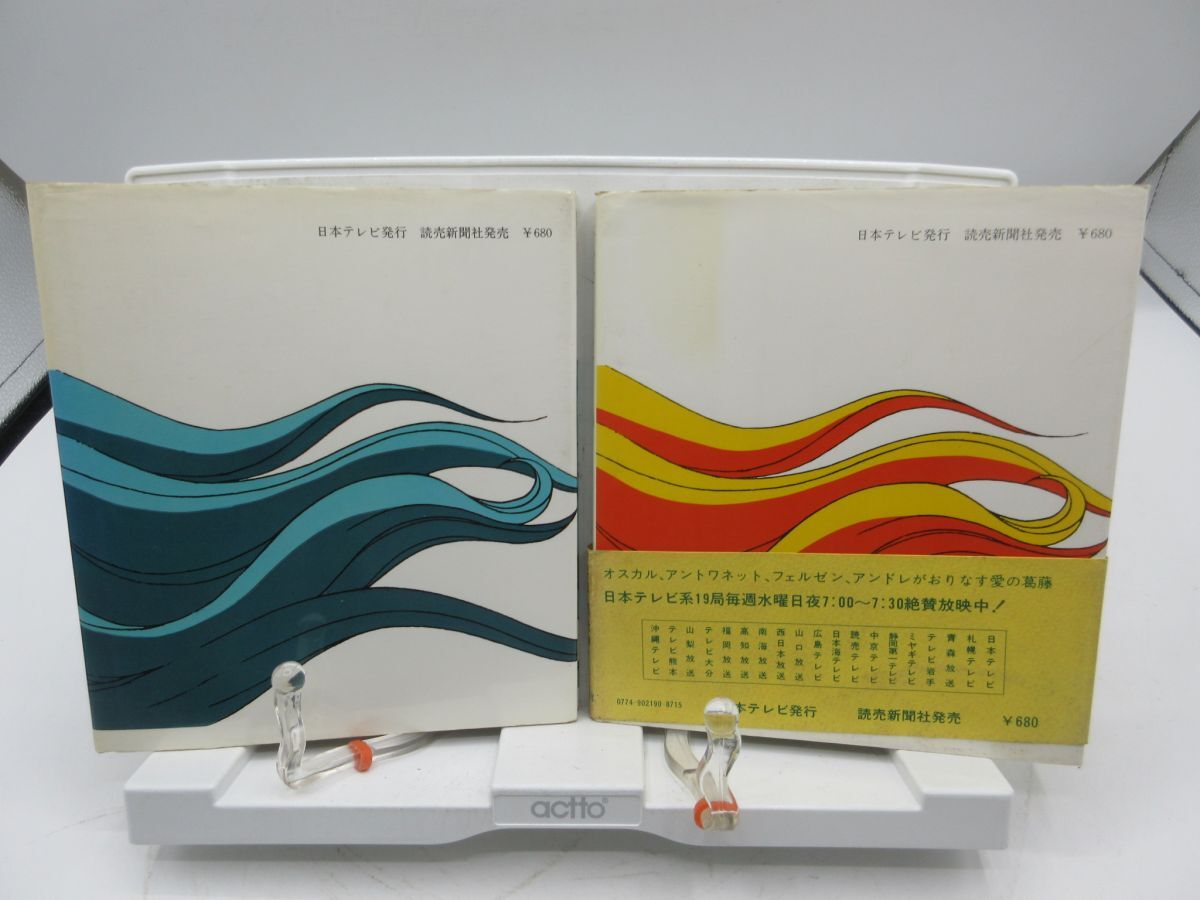 日本テレビ発行 読売新聞社発売 ¥680
日本テレビ発行 読売新聞社発売 ¥680
オスカル、アントワネット、フェルゼン、アンドレがおりなす愛の葛藤
日本テレビ系19局毎週水曜日夜7:00〜7:30絶賛放映中!
日本テレビ
札幌テレビ
青森放送
テレビ岩手
ミヤギテレビ
静岡第一テレビ
中京テレビ
読売テレビ
日本海テレビ
広島テレビ
山口放送
西日本放送
南海放送
高知放送
福岡放送
テレビ大分
山梨放送
テレビ熊本
沖縄テレビ
0774-902190-8715 本テレビ発行 読売新聞社発売 ¥680
actto®